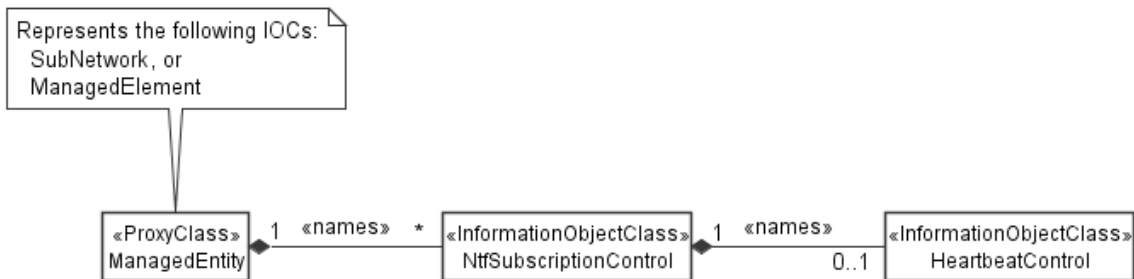 Represents the following IOCs:
SubNetwork, or
ManagedElement
«ProxyClass»
ManagedEntity
1 «names» *
«InformationObjectClass»
NtfSubscriptionControl
1 «names»
0..1
«InformationObjectClass»
HeartbeatControl